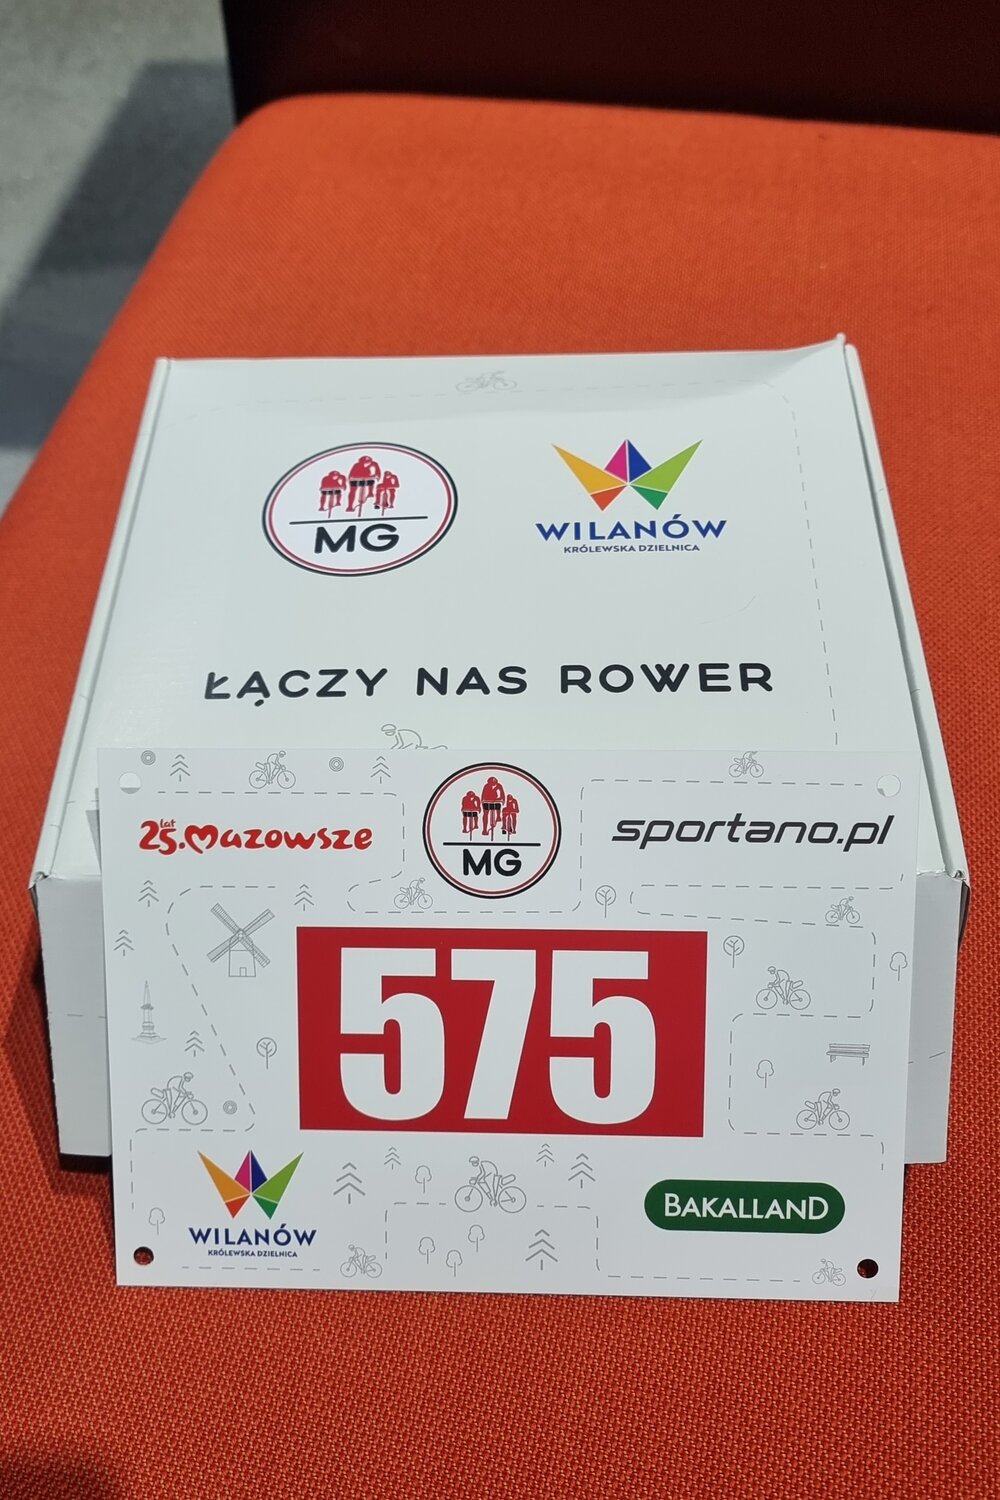 MG
WILANÓW
KRÓLEWSKA DZIELNICA
ŁĄCZY NAS ROWER
25 lat.Mazowsze
MG
sportano.pl
575
WILANÓW
KRÓLEWSKA DZIELNICA
BAKALLAND